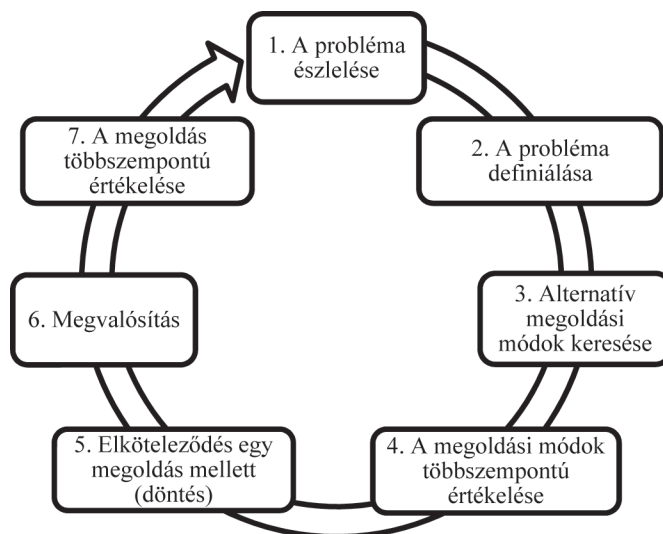 1. A probléma
észlelése
2. A probléma
definiálása
3. Alternatív
megoldási
módok keresése
4. A megoldási módok
többszempontú
értékelése
5. Elköteleződés egy
megoldás mellett
(döntés)
6. Megvalósítás
7. A megoldás
többszempontú
értékelése